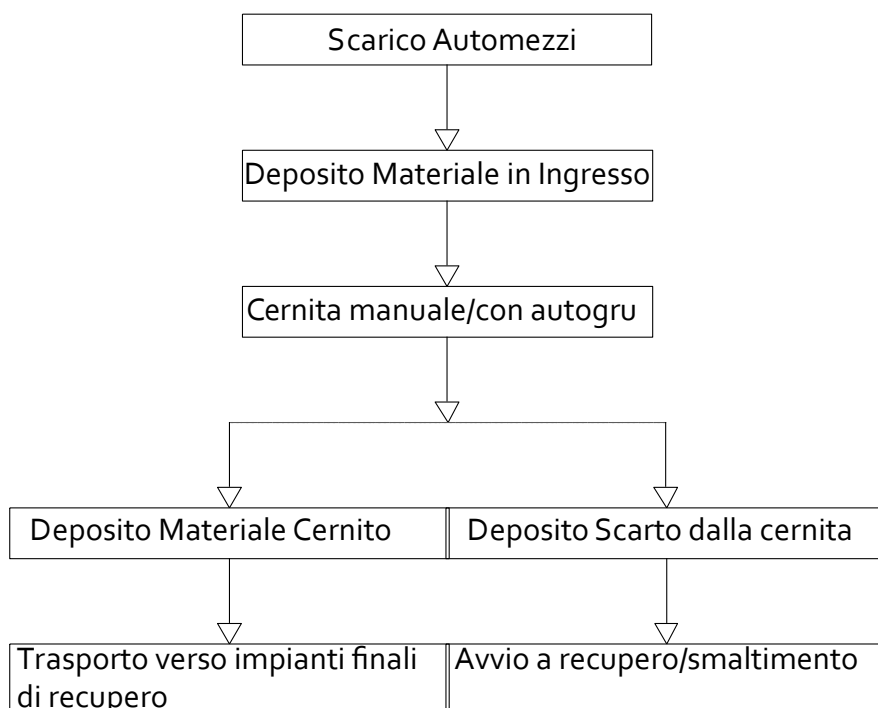 Scarico Automezzi
Deposito Materiale in Ingresso
Cernita manuale/con autogru
Deposito Materiale Cernito
Deposito Scarto dalla cernita
Trasporto verso impianti finali
di recupero
Avvio a recupero/smaltimento